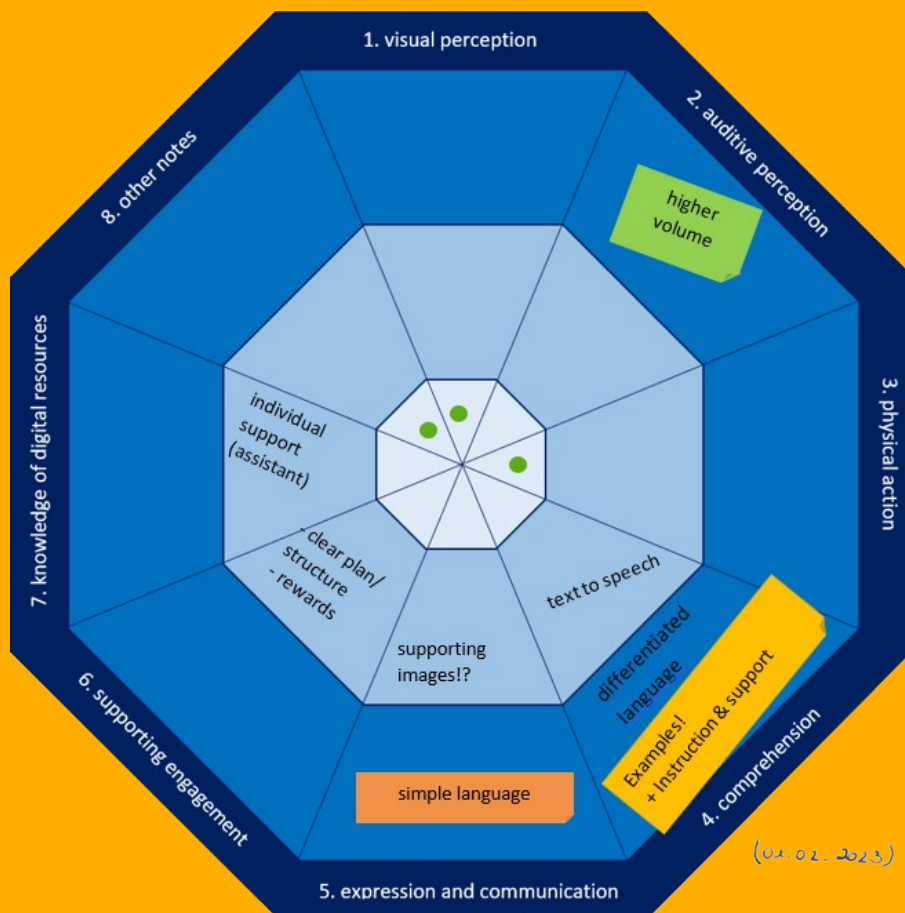 1. visual perception
2. auditive perception
higher
volume
3. physical action
text to speech
differentiated
language
Examples!
+ Instruction & support
4. comprehension
supporting
images!?
simple language
5. expression and communication
- clear plan/
structure
- rewards
6. supporting engagement
individual
support
(assistant)
7. knowledge of digital resources
8. other notes
(01.02.2023)